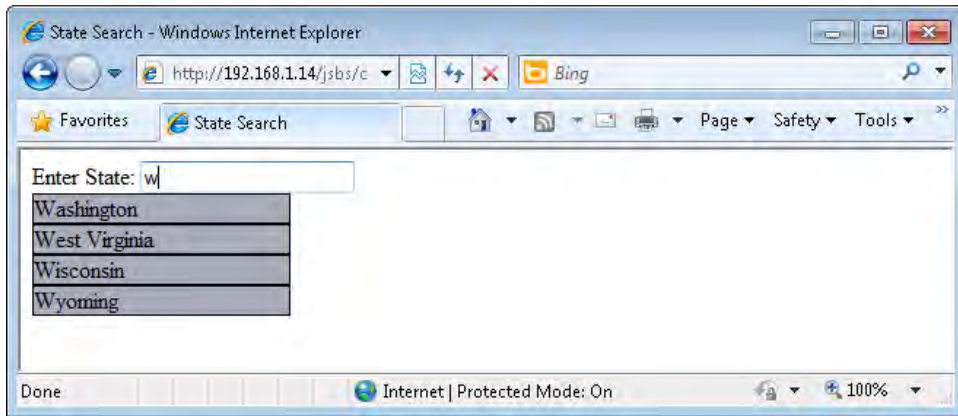 State Search - Windows Internet Explorer
http://192.168.1.14/jsbs/c
Bing
Favorites
State Search
Page
Safety
Tools
Enter State: w
Washington
West Virginia
Wisconsin
Wyoming
Done
Internet | Protected Mode: On
100%